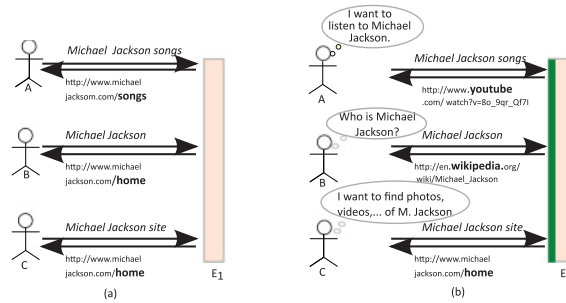 Michael Jackson songs
http://www.michael
jacksom.com/songs
A
Michael Jackson
http://www.michael
jackson.com/home
B
Michael Jackson site
http://www.michael
jackson.com/home
C
E1
(a)
I want to
listen to Michael
Jackson.
Michael Jackson songs
http://www.youtube
.com/ watch?v=8o_9qr_Qf7I
A
Who is Michael
Jackson?
Michael Jackson
http://en.wikipedia.org/
wiki/Michael_Jackson
B
I want to find photos,
videos,... of M. Jackson
Michael Jackson site
http://www.michael
jackson.com/home
C
E
(b)